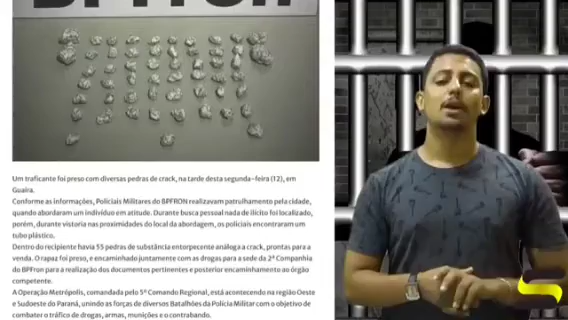 BPFron
Um traficante foi preso com diversas pedras de crack, na tarde desta segunda-feira (12), em
Guaíra.
Conforme as informações, Policiais Militares do BPFRON realizavam patrulhamento pela cidade,
quando abordaram um indivíduo em atitude. Durante busca pessoal nada de ilícito foi localizado,
porém, durante vistoria nas proximidades do local da abordagem, os policiais encontraram um
tubo plástico.
Dentro do recipiente havia 55 pedras de substância entorpecente análoga a crack, prontas para a
venda. O rapaz foi preso, e encaminhado juntamente com as drogas para a sede da 2ª Companhia
do BPFron para a realização dos documentos pertinentes e posterior encaminhamento ao órgão
competente.
A Operação Metrópolis, comandada pelo 5º Comando Regional, está acontecendo na região Oeste
e Sudoeste do Paraná, unindo as forças de diversos Batalhões da Polícia Militar com o objetivo de
combater o tráfico de drogas, armas, munições e o contrabando.